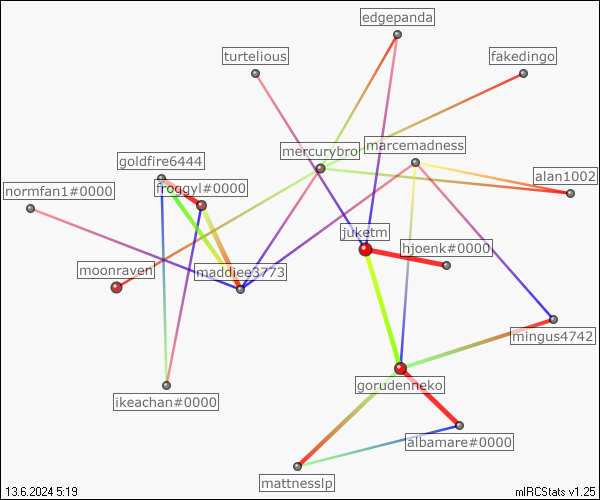 edgepanda
turtelious
fakedingo
marcemadness
mercurybro
goldfire6444
alan1002
froggyl#0000
normfan1#0000
juketm
hjoenk#0000
moonraven
maddiee3773
mingus4742
gorudenneko
ikeachan#0000
albamare#0000
mattnesslp
13.6.2024 5:19
mIRCStats v1.25